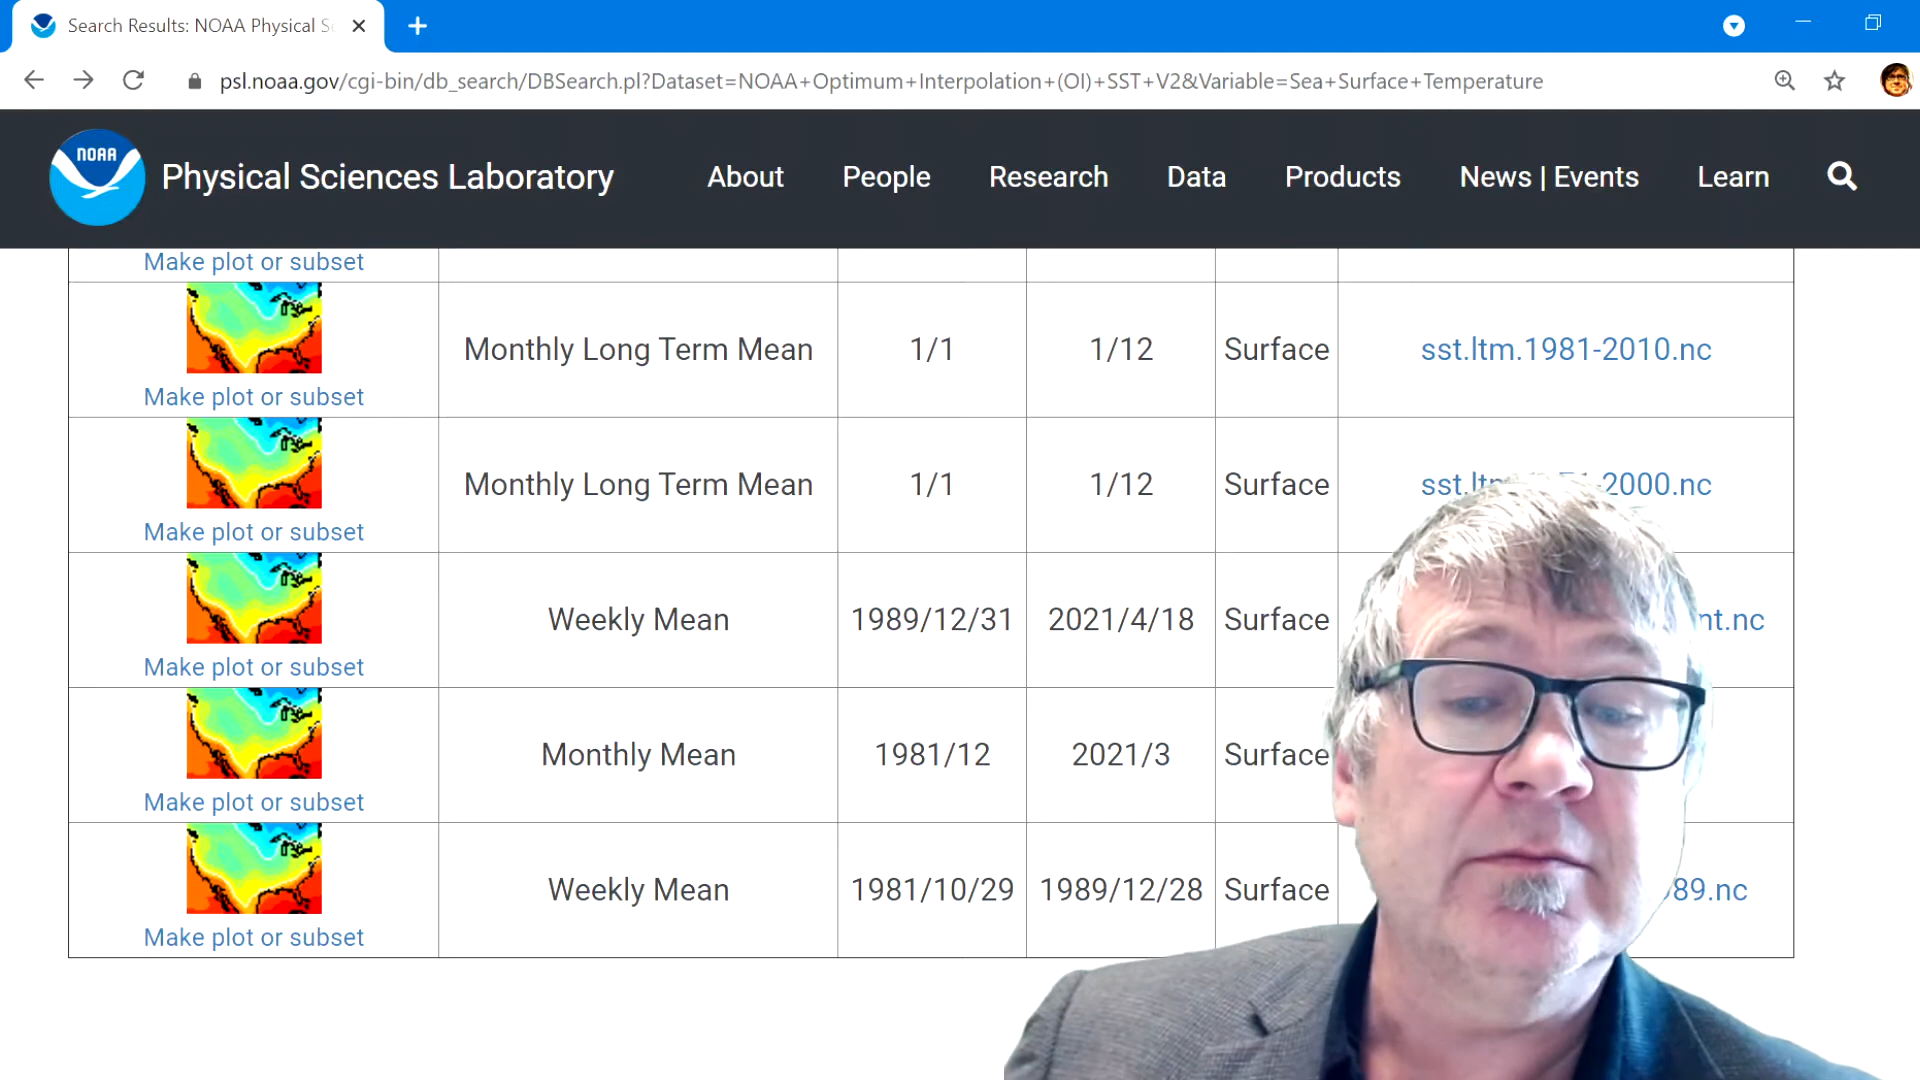 Search Results: NOAA Physical S
psl.noaa.gov/cgi-bin/db_search/DBSearch.pl?Dataset=NOAA+Optimum+Interpolation+(OI)+SST+V2&Variable=Sea+Surface+Temperature
NOAA
Physical Sciences Laboratory About People Research Data Products News | Events Learn
Make plot or subset
Monthly Long Term Mean 1/1 1/12 Surface sst.ltm.1981-2010.nc
Make plot or subset
Monthly Long Term Mean 1/1 1/12 Surface -2000.nc
Make plot or subset
Weekly Mean 1989/12/31 2021/4/18 Surface nt.nc
Make plot or subset
Monthly Mean 1981/12 2021/3 Surface
Make plot or subset
Weekly Mean 1981/10/29 1989/12/28 Surface 89.nc
Make plot or subset